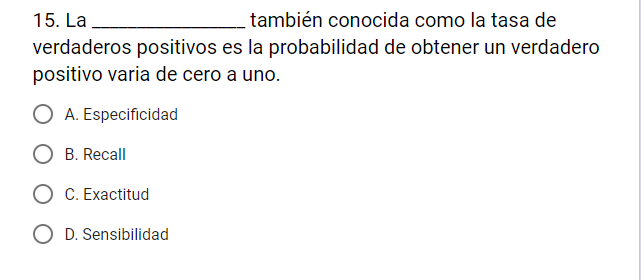 15. La _________________ también conocida como la tasa de
verdaderos positivos es la probabilidad de obtener un verdadero
positivo varia de cero a uno.
A. Especificidad
B. Recall
C. Exactitud
D. Sensibilidad